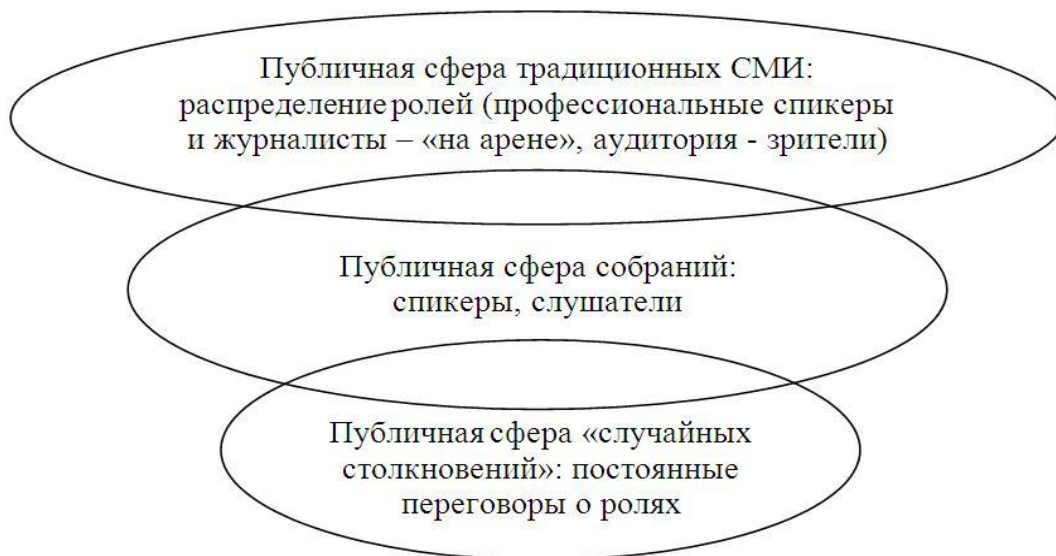 Публичная сфера традиционных СМИ:
распределение ролей (профессиональные спикеры
и журналисты – «на арене», аудитория - зрители)
Публичная сфера собраний:
спикеры, слушатели
Публичная сфера «случайных
столкновений»: постоянные
переговоры о ролях